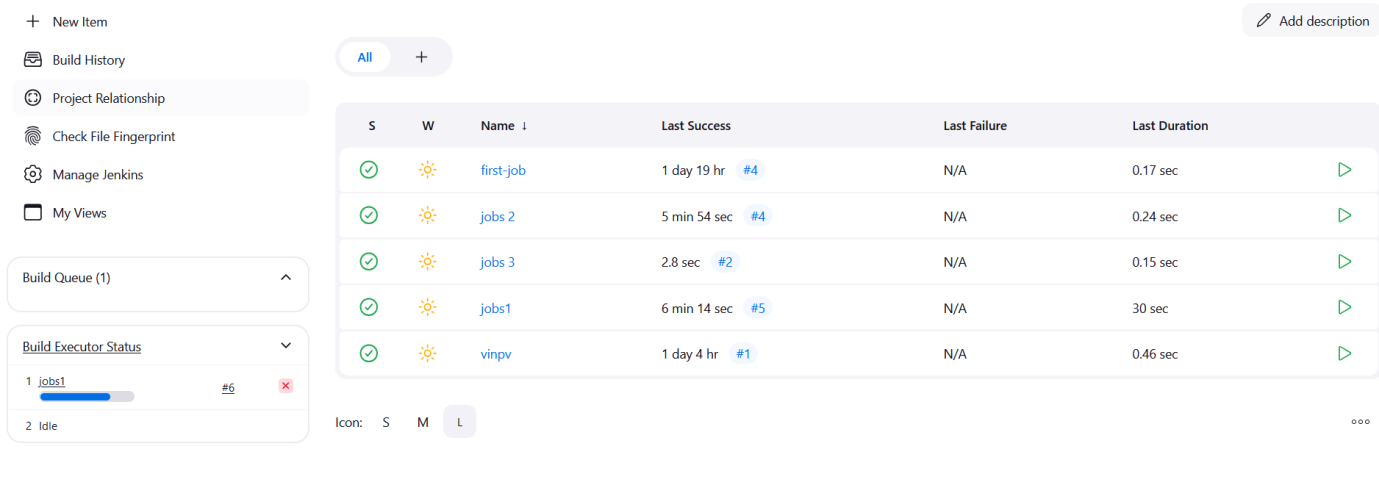 New Item
Build History
Project Relationship
Check File Fingerprint
Manage Jenkins
My Views
Build Queue (1)
Build Executor Status
1 jobs1 #6
2 Idle
Add description
All +
S W Name ↓ Last Success Last Failure Last Duration
first-job 1 day 19 hr #4 N/A 0.17 sec
jobs 2 5 min 54 sec #4 N/A 0.24 sec
jobs 3 2.8 sec #2 N/A 0.15 sec
jobs1 6 min 14 sec #5 N/A 30 sec
vinpv 1 day 4 hr #1 N/A 0.46 sec
Icon: S M L